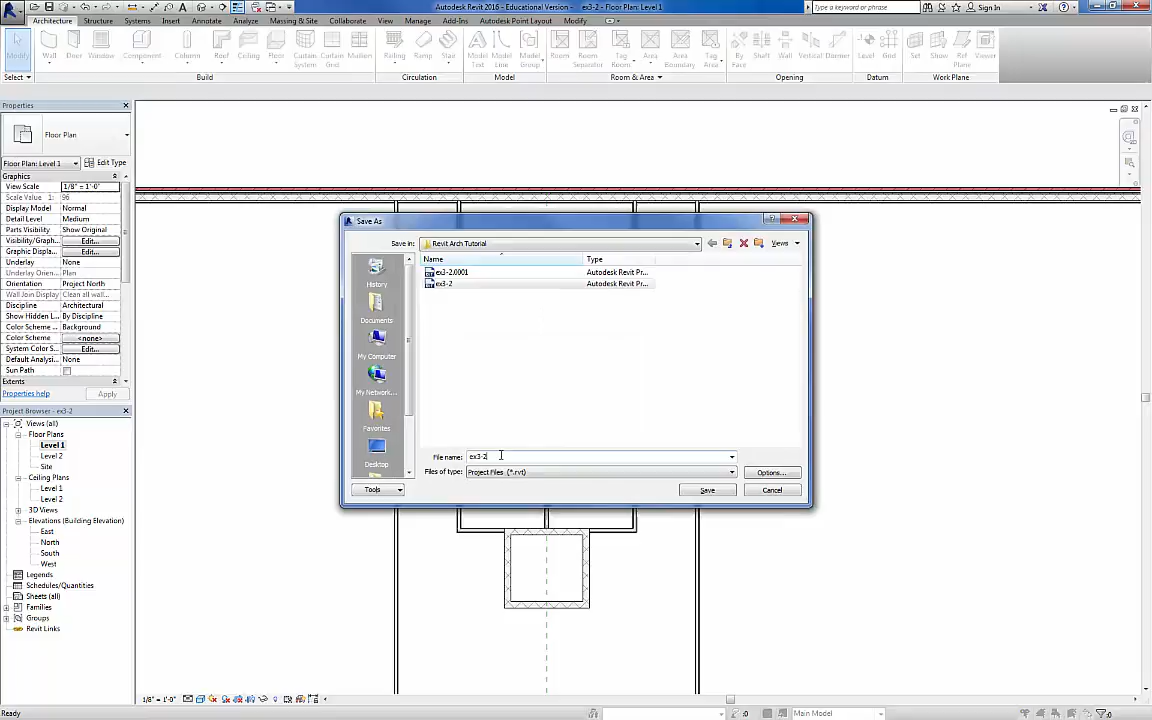 Autodesk Revit 2016 - Educational Version - ex3-2 - Floor Plan: Level 1
Type a keyword or phrase
Sign In
Architecture Structure Systems Insert Annotate Analyze Massing & Site Collaborate View Manage Add-Ins Autodesk Point Layout Modify
Modify Wall Door Window Component Column Roof Ceiling Floor Curtain System Curtain Grid Mullion Railing Ramp Stair Model Text Model Line Model Group Room Room Separator Tag Room Area Area Boundary Tag Area By Face Shaft Wall Vertical Dormer Level Grid Set Show Ref Plane Viewer
Select Build Circulation Model Room & Area Opening Datum Work Plane
Properties
Floor Plan
Floor Plan: Level 1 Edit Type
Graphics
View Scale 1/8" = 1'-0"
Scale Value 1: 96
Display Model Normal
Detail Level Medium
Parts Visibility Show Original
Visibility/Graph... Edit...
Graphic Displa... Edit...
Underlay None
Underlay Orien... Plan
Orientation Project North
Wall Join Display Clean all wall...
Discipline Architectural
Show Hidden L... By Discipline
Color Scheme ... Background
Color Scheme <none>
System Color S... Edit...
Default Analysi... None
Sun Path
Extents
Properties help Apply
Project Browser - ex3-2
Views (all)
Floor Plans
Level 1
Level 2
Site
Ceiling Plans
Level 1
Level 2
3D Views
Elevations (Building Elevation)
East
North
South
West
Legends
Schedules/Quantities
Sheets (all)
Families
Groups
Revit Links
Save As
Save in: Revit Arch Tutorial Views
Name Type
ex3-2.0001 Autodesk Revit Pr...
ex3-2 Autodesk Revit Pr...
History
Documents
My Computer
My Network...
Favorites
Desktop
File name: ex3-2
Files of type: Project Files (*.rvt) Options...
Tools Save Cancel
1/8" = 1'-0"
Ready :0 Main Model :0